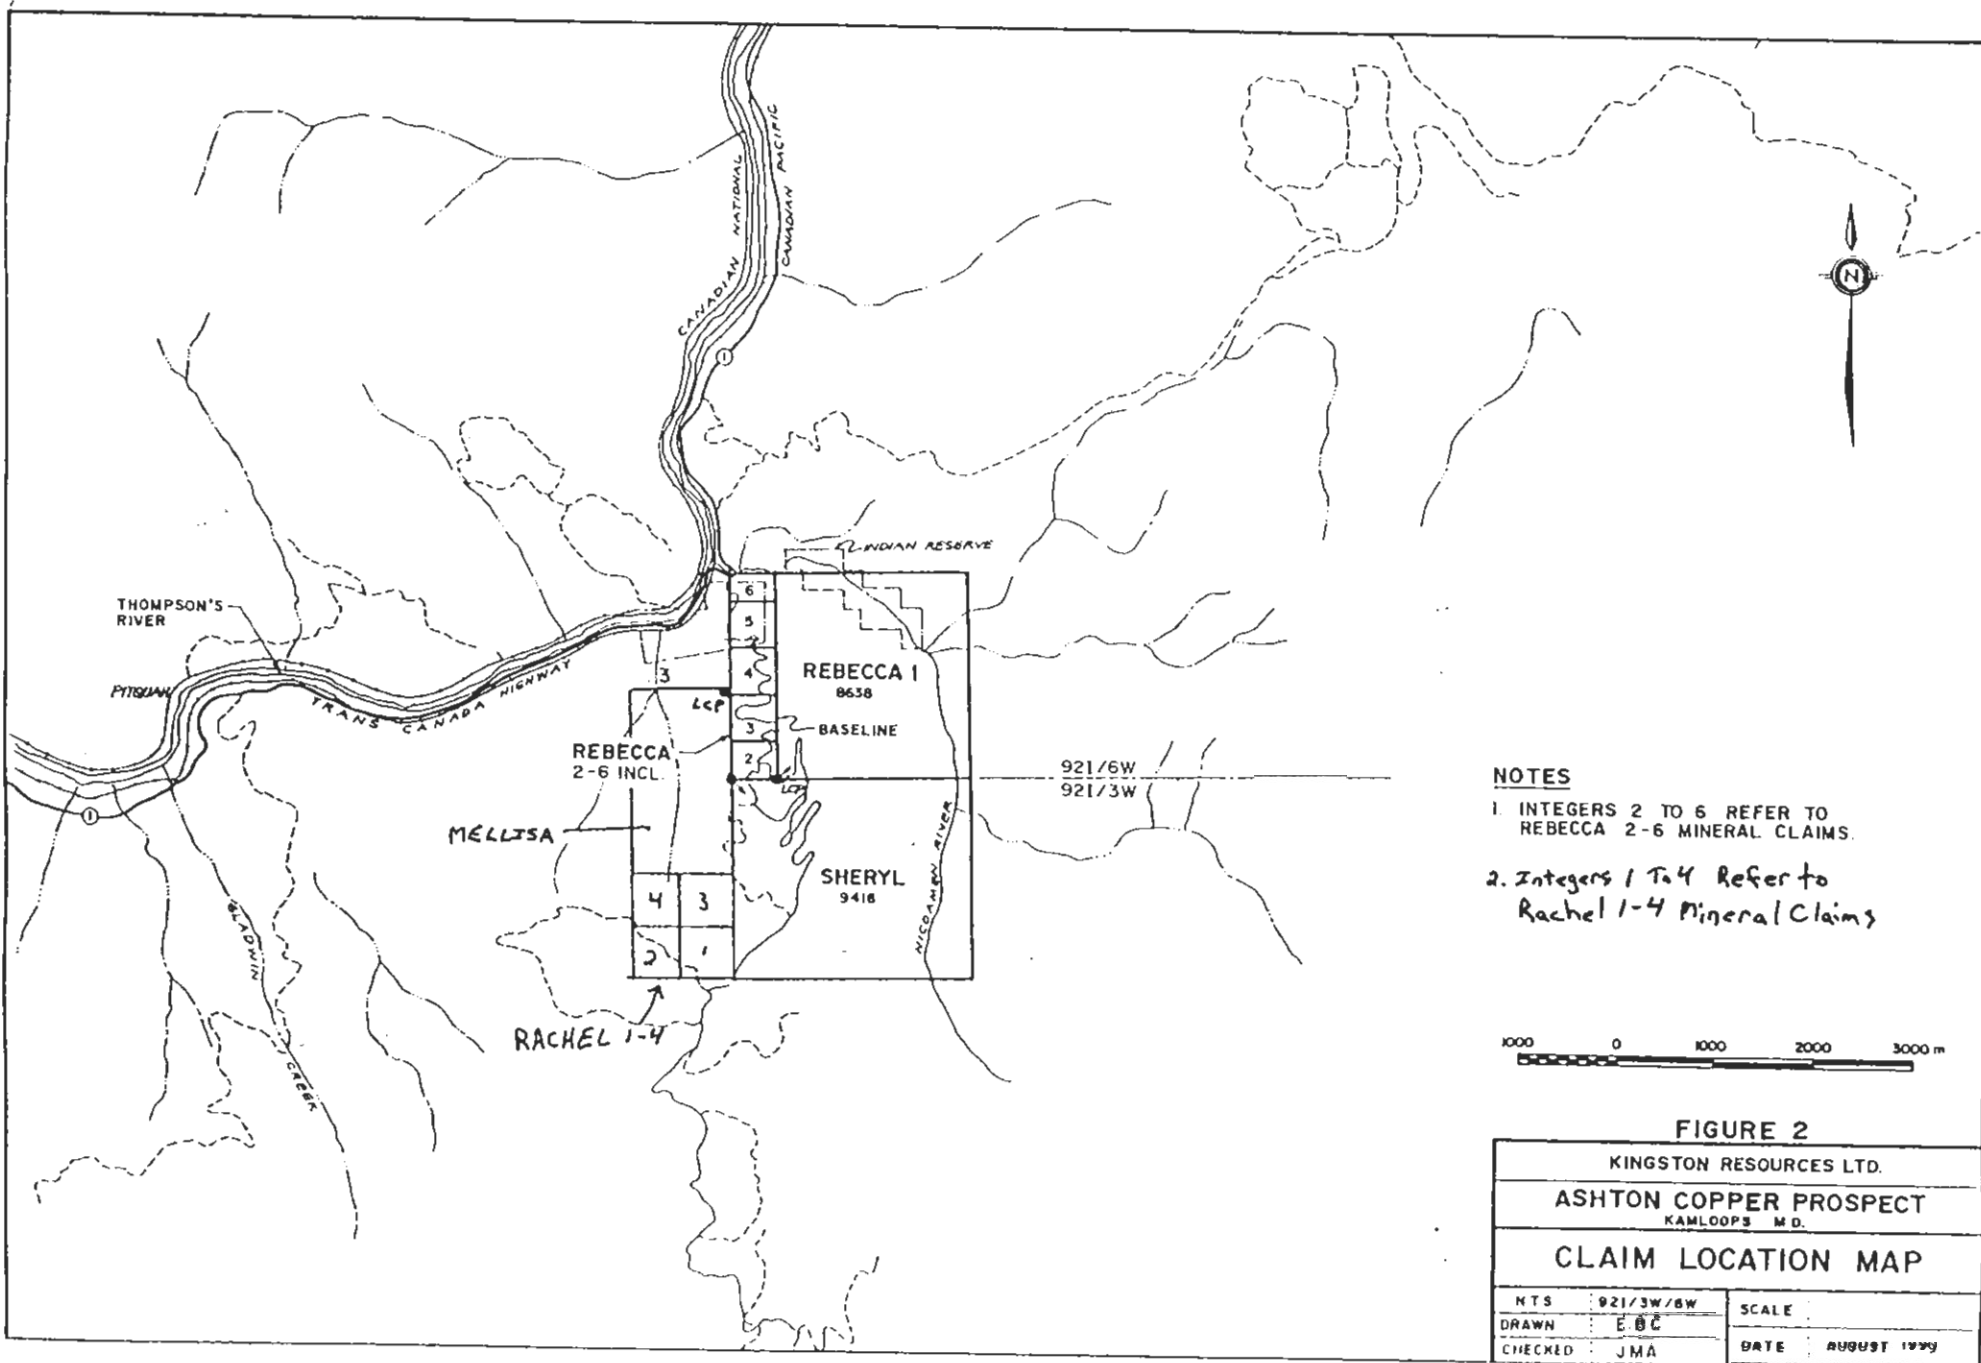 CANADIAN NATIONAL
CANADIAN PACIFIC
1
N
INDIAN RESERVE
THOMPSON'S
RIVER
TRANS CANADA HIGHWAY
6
5
4
3
2
3
REBECCA 1
8638
LCP
BASELINE
REBECCA
2-6 INCL.
LCP
921/6W
921/3W
MELLISA
SHERYL
9418
NICOAMEN RIVER
4 3
2 1
RACHEL 1-4
1
GLADWIN CREEK
NOTES
1. INTEGERS 2 TO 6 REFER TO
REBECCA 2-6 MINERAL CLAIMS.
2. Integers 1 To 4 Refer to
Rachel 1-4 Mineral Claims
1000 0 1000 2000 3000 m
FIGURE 2
KINGSTON RESOURCES LTD.
ASHTON COPPER PROSPECT
KAMLOOPS M.D.
CLAIM LOCATION MAP
NTS 921/3W/6W
SCALE
DRAWN E.B.C
CHECKED JMA
DATE AUGUST 1999